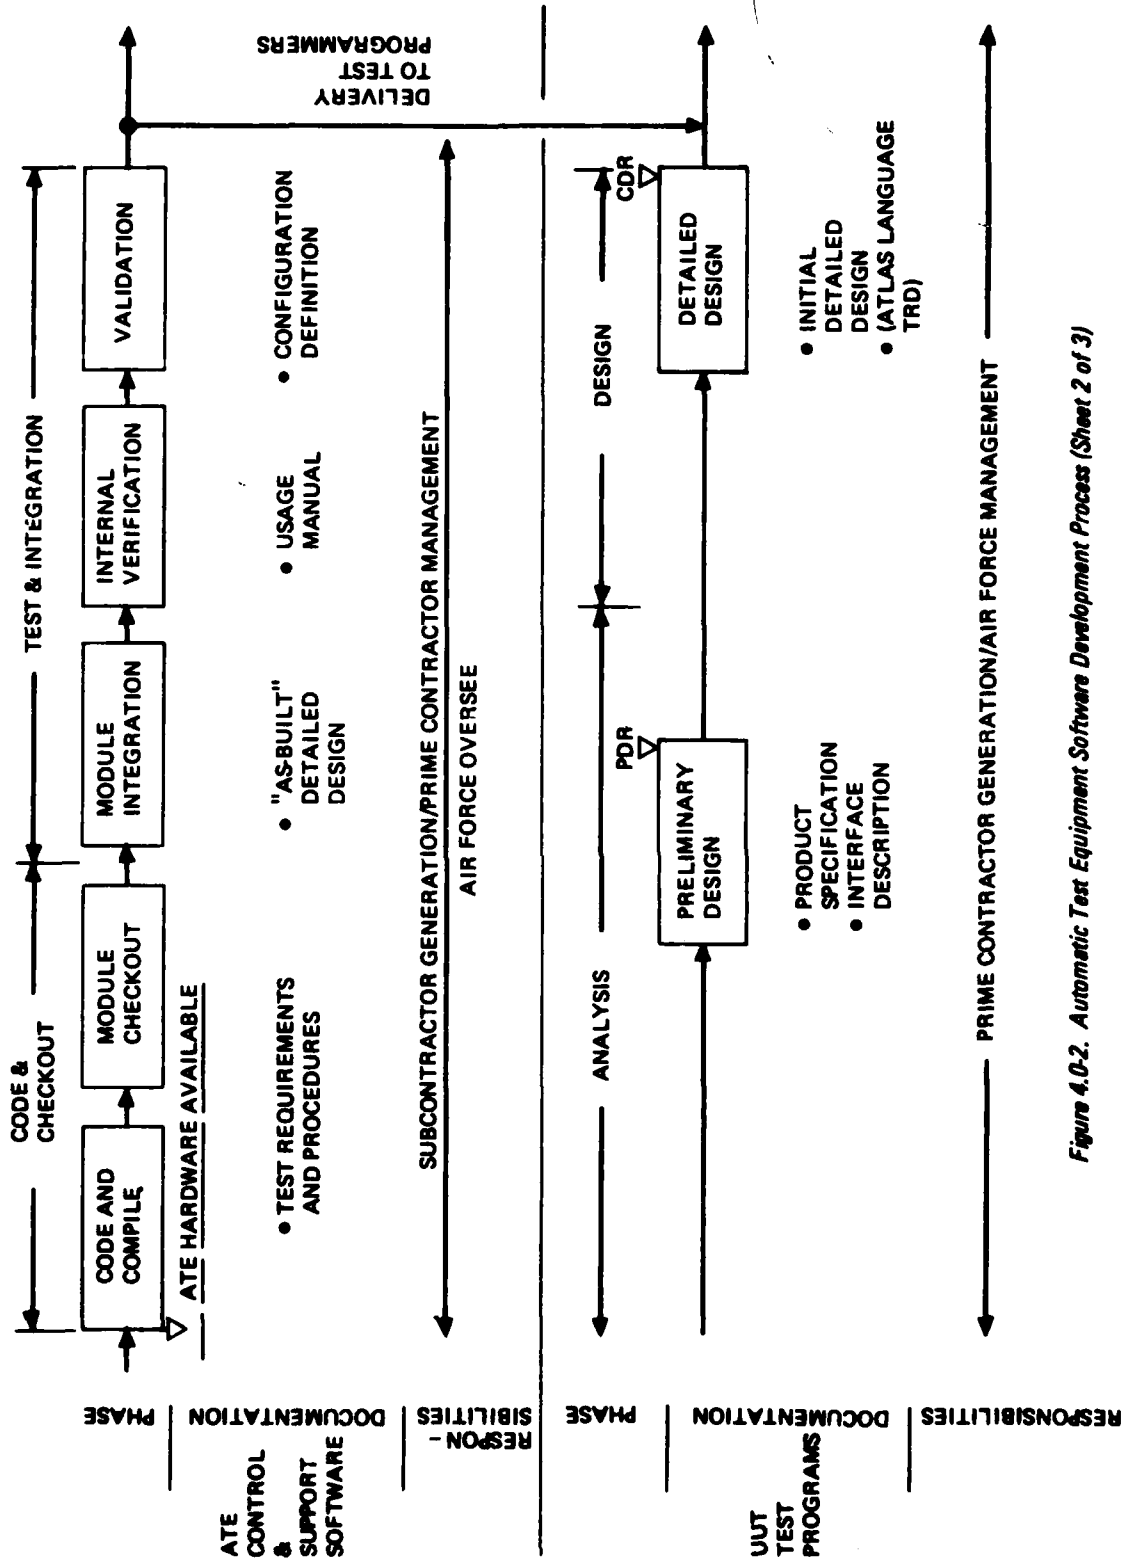 CODE &
CHECKOUT
TEST & INTEGRATION
PHASE
CODE AND
COMPILE
MODULE
CHECKOUT
MODULE
INTEGRATION
INTERNAL
VERIFICATION
VALIDATION
ATE HARDWARE AVAILABLE
ATE
CONTROL
&
SUPPORT
SOFTWARE
DOCUMENTATION
● TEST REQUIREMENTS
AND PROCEDURES
● "AS-BUILT"
DETAILED
DESIGN
● USAGE
MANUAL
● CONFIGURATION
DEFINITION
DELIVERY
TO TEST
PROGRAMMERS
RESPON-
SIBILITIES
SUBCONTRACTOR GENERATION/PRIME CONTRACTOR MANAGEMENT
AIR FORCE OVERSEE
PHASE
ANALYSIS
DESIGN
PDR
CDR
PRELIMINARY
DESIGN
DETAILED
DESIGN
UUT
TEST
PROGRAMS
DOCUMENTATION
● PRODUCT
SPECIFICATION
● INTERFACE
DESCRIPTION
● INITIAL
DETAILED
DESIGN
● (ATLAS LANGUAGE
TRD)
RESPONSIBILITIES
PRIME CONTRACTOR GENERATION/AIR FORCE MANAGEMENT
Figure 4.0-2. Automatic Test Equipment Software Development Process (Sheet 2 of 3)